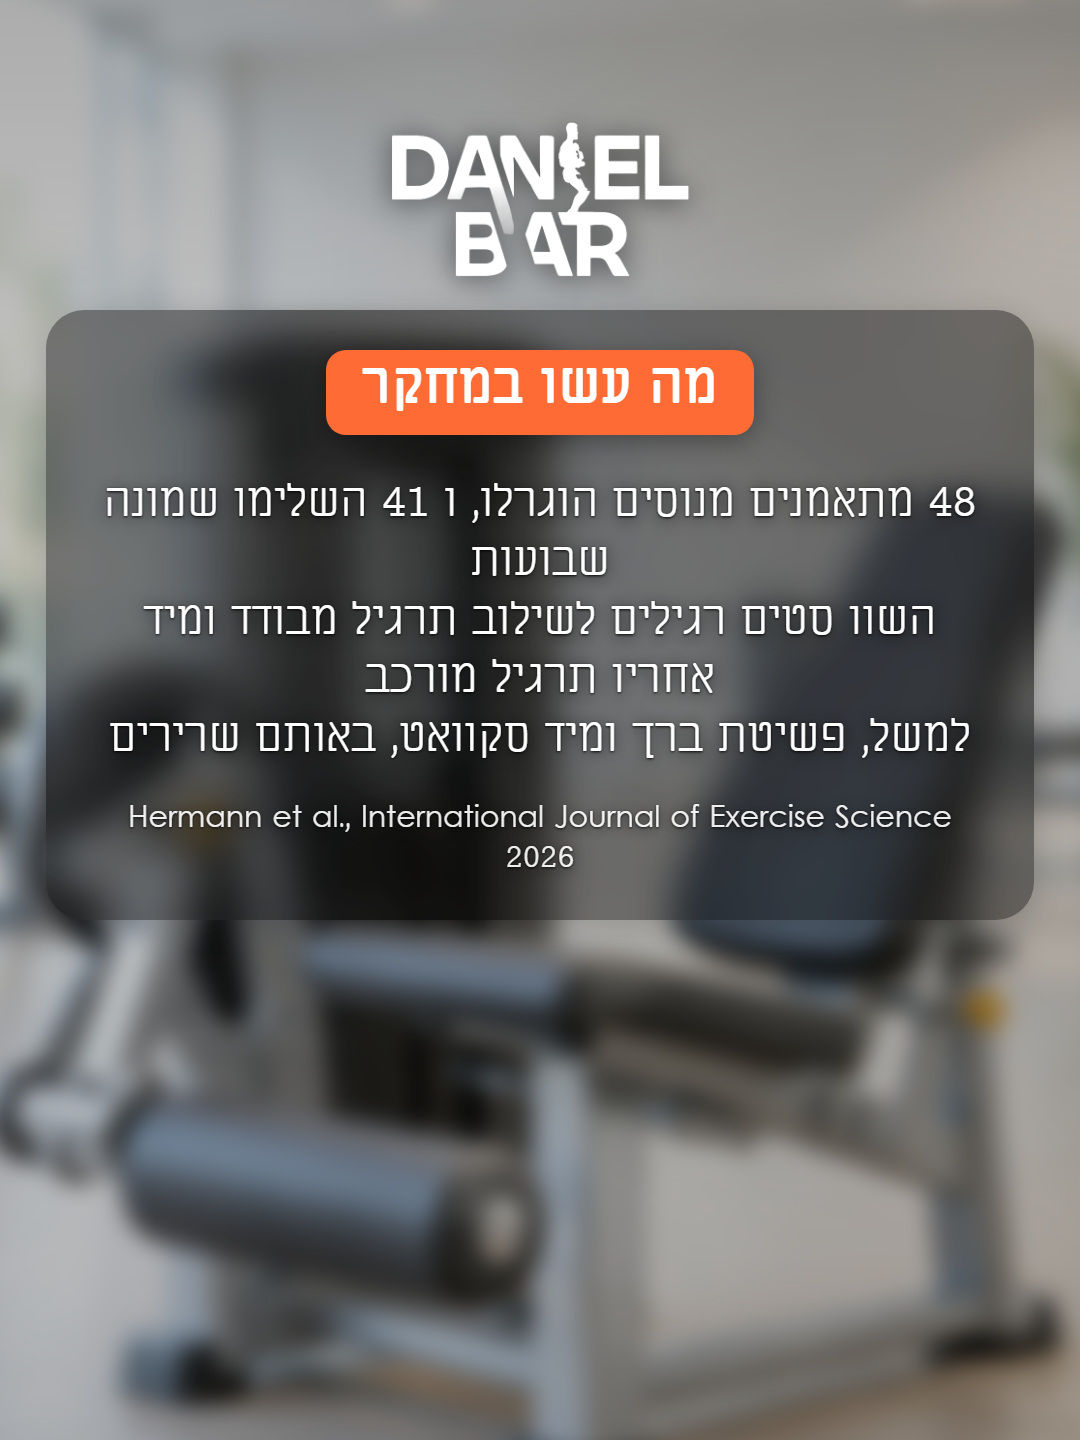 DANIEL
BAR
מה עשו במחקר
48 מתאמנים מנוסים הוגרלו, ו 41 השלימו שמונה
שבועות
השוו סטים רגילים לשילוב תרגיל מבודד ומיד
אחריו תרגיל מורכב
למשל, פשיטת ברך ומיד סקוואט, באותם שרירים
Hermann et al., International Journal of Exercise Science
2026